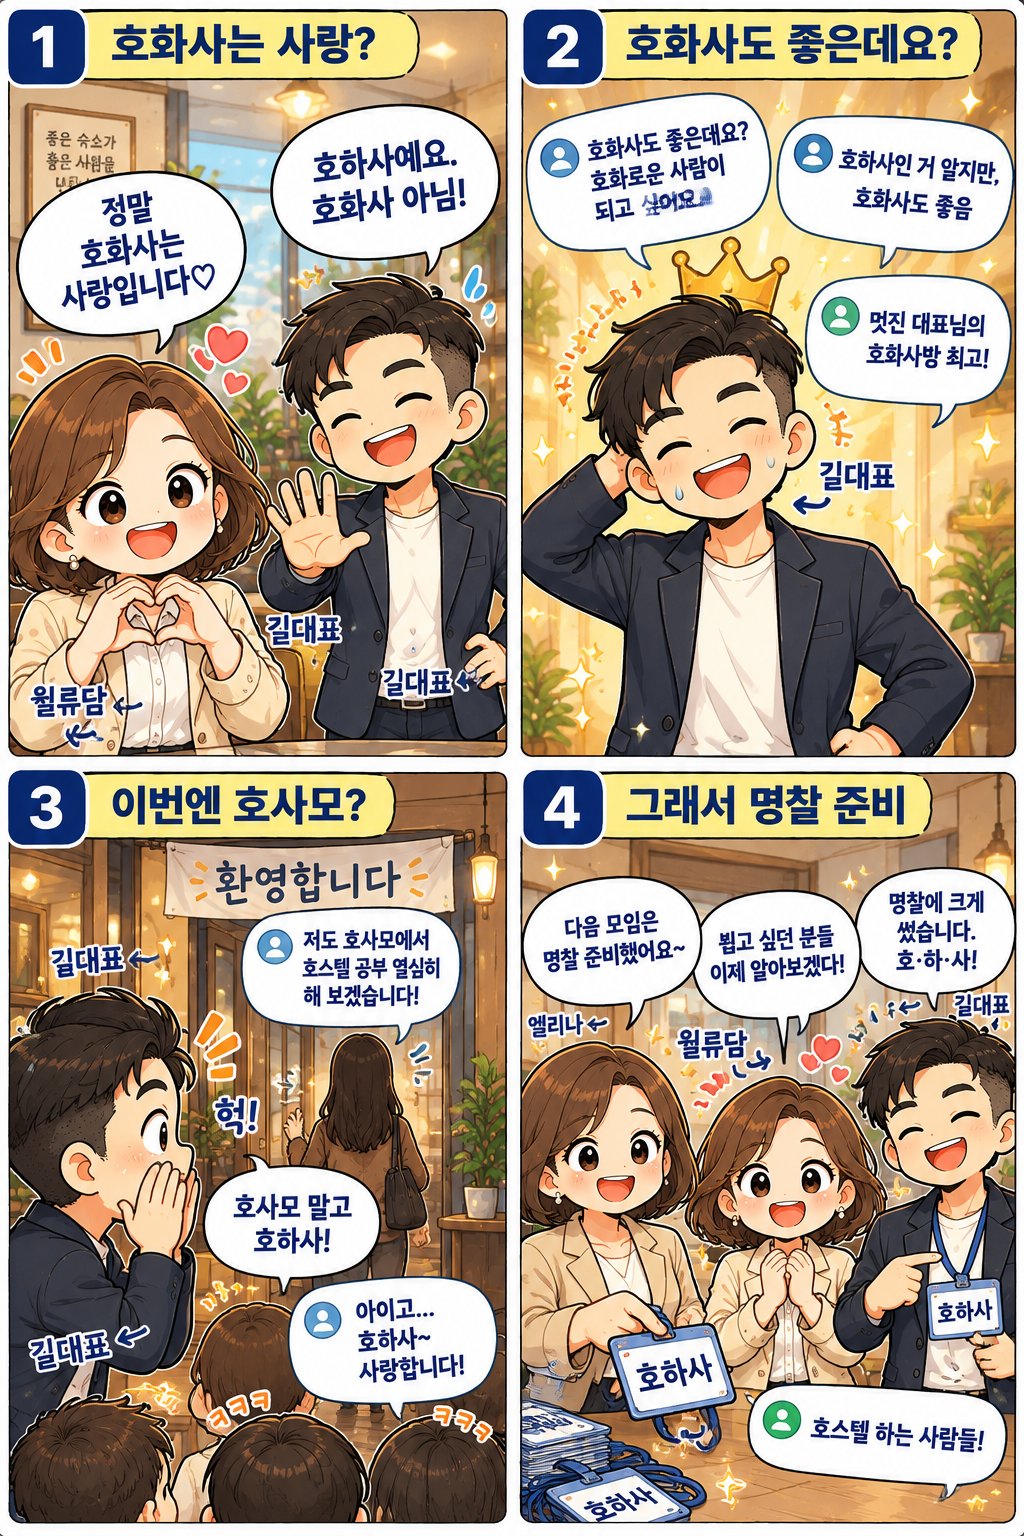 1
호화사는 사랑?
좋은 숙소가
정말
호화사는
사랑입니다♡
호하사예요.
호화사 아님!
길대표
길대표
월류담
2
호화사도 좋은데요?
호화사도 좋은데요?
호화로운 사람이
되고 싶어요
호하사인 거 알지만,
호화사도 좋음
멋진 대표님의
호화사방 최고!
길대표
3
이번엔 호사모?
환영합니다
길대표
저도 호사모에서
호스텔 공부 열심히
해 보겠습니다!
헉!
호사모 말고
호하사!
길대표
아이고...
호하사~
사랑합니다!
ㅋㅋㅋ
ㅋㅋㅋ
4
그래서 명찰 준비
다음 모임은
명찰 준비했어요~
뵙고 싶던 분들
이제 알아보겠다!
명찰에 크게
썼습니다.
호·하·사!
엘리나
월류담
길대표
호하사
호하사
호스텔 하는 사람들!
호하사